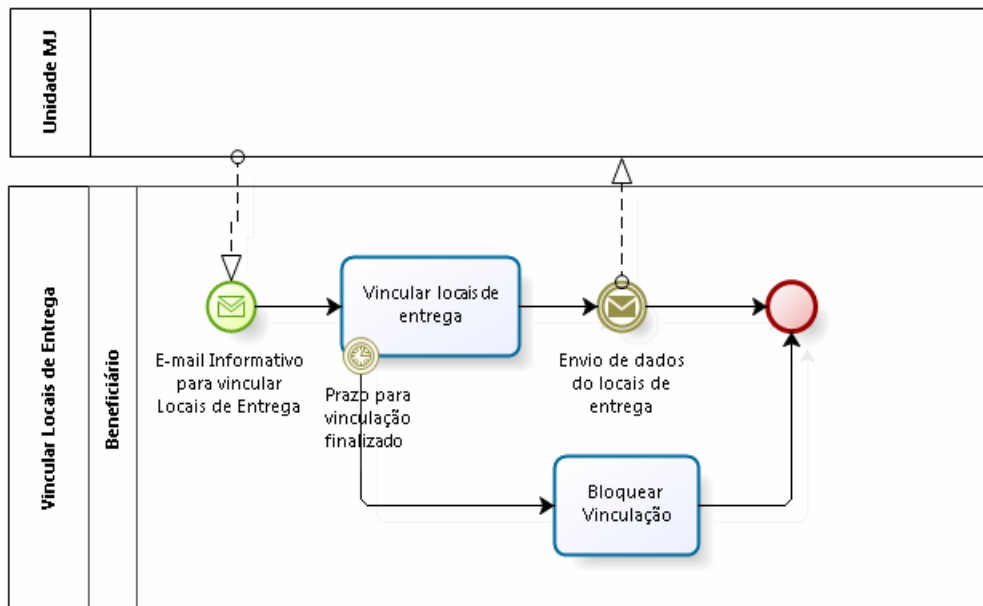 Unidade MJ
Vincular Locais de Entrega
Beneficiário
E-mail Informativo
para vincular
Locais de Entrega
Vincular locais de
entrega
Prazo para
vinculação
finalizado
Envio de dados
do locais de
entrega
Bloquear
Vinculação